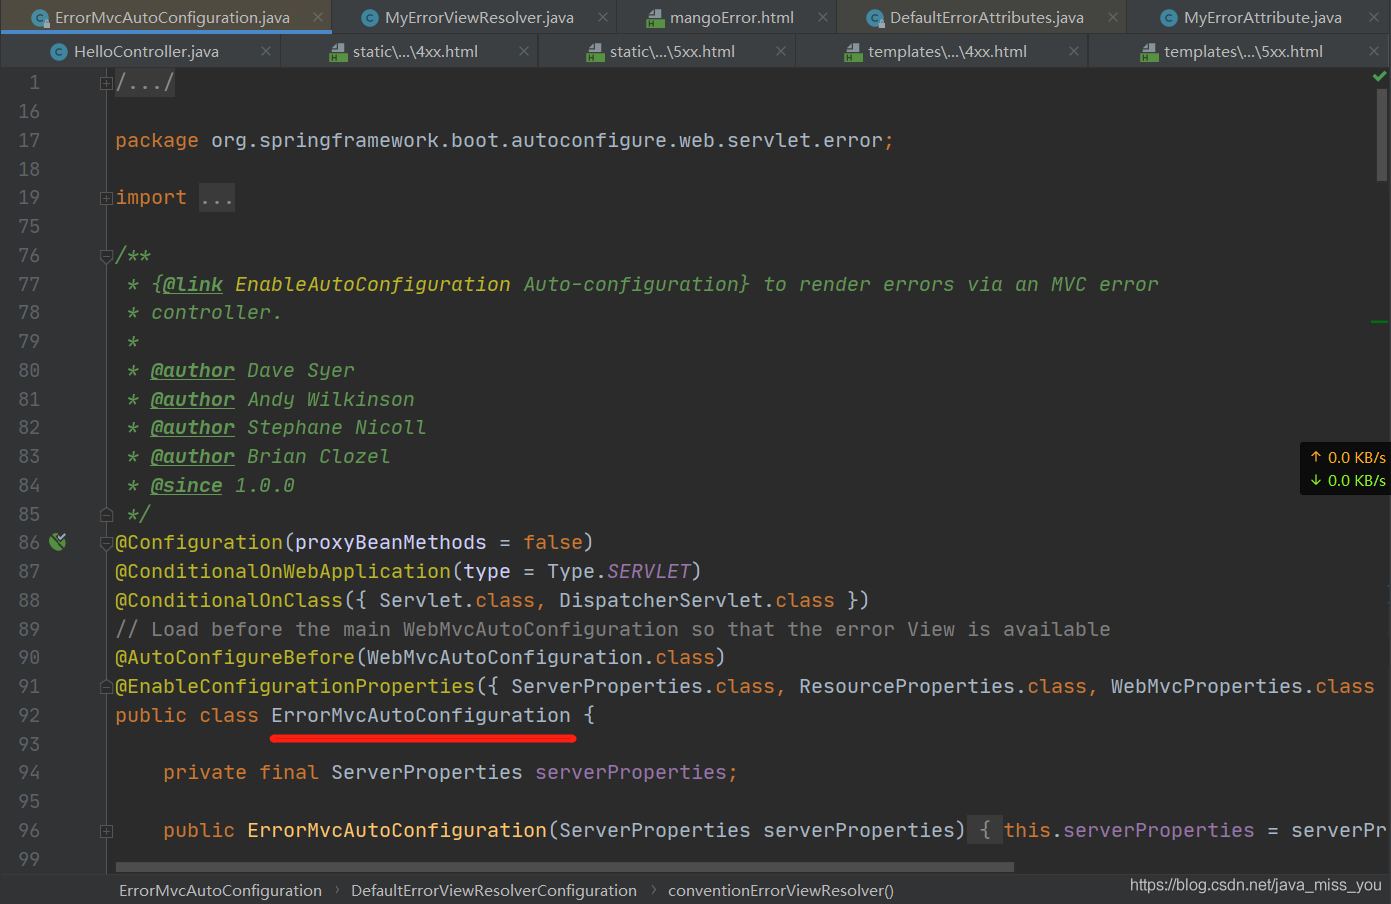 ErrorMvcAutoConfiguration.java MyErrorViewResolver.java mangoError.html DefaultErrorAttributes.java MyErrorAttribute.java
HelloController.java static\...\4xx.html static\...\5xx.html templates\...\4xx.html templates\...\5xx.html
1 /.../
16
17 package org.springframework.boot.autoconfigure.web.servlet.error;
18
19 import ...
75
76 /**
77 * {@link EnableAutoConfiguration Auto-configuration} to render errors via an MVC error
78 * controller.
79 *
80 * @author Dave Syer
81 * @author Andy Wilkinson
82 * @author Stephane Nicoll
83 * @author Brian Clozel
84 * @since 1.0.0
85 */
86 @Configuration(proxyBeanMethods = false)
87 @ConditionalOnWebApplication(type = Type.SERVLET)
88 @ConditionalOnClass({ Servlet.class, DispatcherServlet.class })
89 // Load before the main WebMvcAutoConfiguration so that the error View is available
90 @AutoConfigureBefore(WebMvcAutoConfiguration.class)
91 @EnableConfigurationProperties({ ServerProperties.class, ResourceProperties.class, WebMvcProperties.class
92 public class ErrorMvcAutoConfiguration {
93
94 private final ServerProperties serverProperties;
95
96 public ErrorMvcAutoConfiguration(ServerProperties serverProperties) { this.serverProperties = serverPr
99
↑ 0.0 KB/s
↓ 0.0 KB/s
ErrorMvcAutoConfiguration › DefaultErrorViewResolverConfiguration › conventionErrorViewResolver()
https://blog.csdn.net/java_miss_you